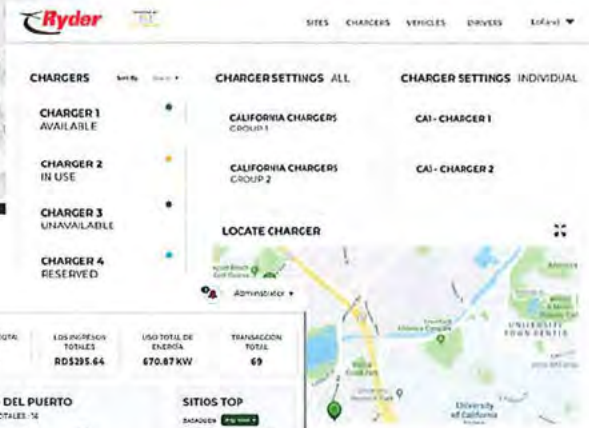 Ryder
SITES CHARGERS VEHICLES DRIVERS
CHARGERS Sort By
CHARGER SETTINGS ALL
CHARGER SETTINGS INDIVIDUAL
CHARGER 1
AVAILABLE
CHARGER 2
IN USE
CHARGER 3
UNAVAILABLE
CHARGER 4
RESERVED
CALIFORNIA CHARGERS
GROUP 1
CALIFORNIA CHARGERS
GROUP 2
CA1 - CHARGER 1
CA1 - CHARGER 2
LOCATE CHARGER
UNIVERSITY
TOWN CENTER
University
of California
Administrator
LOS INGRESOS
TOTALES
RD$295.64
USO TOTAL DE
ENERGÍA
670.87 KW
TRANSACCION
TOTAL
69
DEL PUERTO
SITIOS TOP